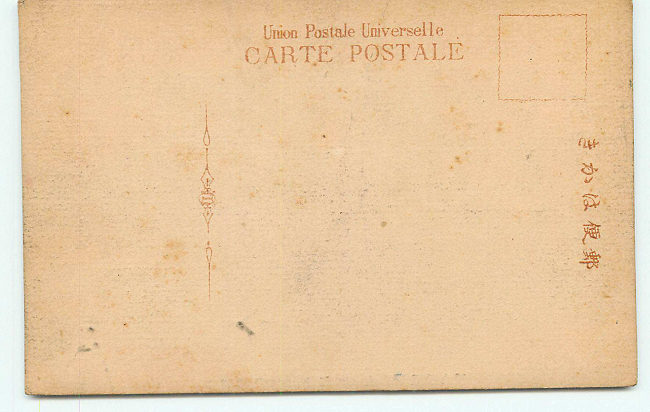 Union Postale Universelle
CARTE POSTALE
郵便はかき